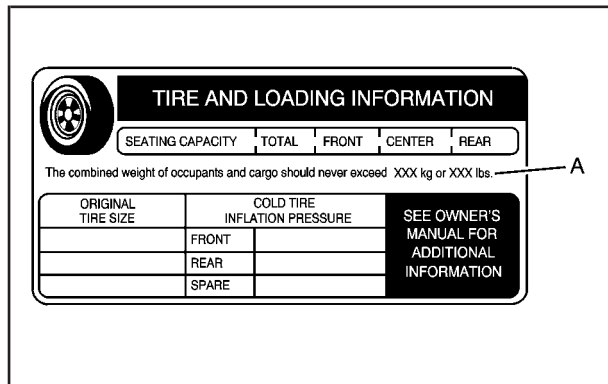 TIRE AND LOADING INFORMATION
SEATING CAPACITY TOTAL FRONT CENTER REAR
The combined weight of occupants and cargo should never exceed XXX kg or XXX lbs.
A
ORIGINAL
TIRE SIZE
COLD TIRE
INFLATION PRESSURE
FRONT
REAR
SPARE
SEE OWNER'S
MANUAL FOR
ADDITIONAL
INFORMATION